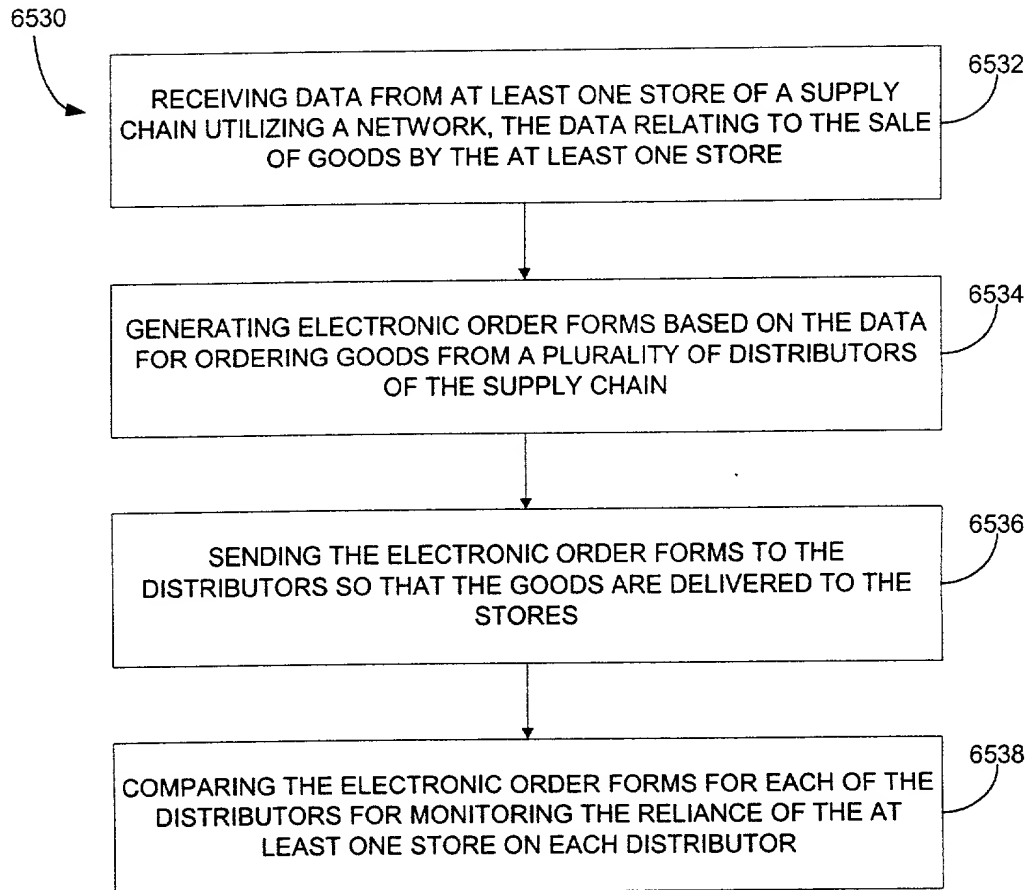 6530
6532
RECEIVING DATA FROM AT LEAST ONE STORE OF A SUPPLY
CHAIN UTILIZING A NETWORK, THE DATA RELATING TO THE SALE
OF GOODS BY THE AT LEAST ONE STORE
6534
GENERATING ELECTRONIC ORDER FORMS BASED ON THE DATA
FOR ORDERING GOODS FROM A PLURALITY OF DISTRIBUTORS
OF THE SUPPLY CHAIN
6536
SENDING THE ELECTRONIC ORDER FORMS TO THE
DISTRIBUTORS SO THAT THE GOODS ARE DELIVERED TO THE
STORES
6538
COMPARING THE ELECTRONIC ORDER FORMS FOR EACH OF THE
DISTRIBUTORS FOR MONITORING THE RELIANCE OF THE AT
LEAST ONE STORE ON EACH DISTRIBUTOR